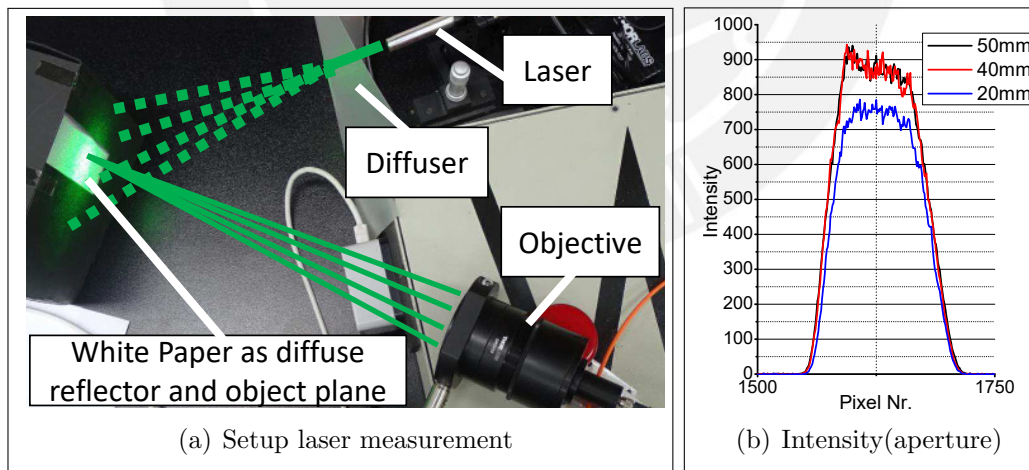 Laser
Diffuser
Objective
White Paper as diffuse
reflector and object plane
(a) Setup laser measurement
1000
900
800
700
600
500
400
300
200
100
0
Intensity
50mm
40mm
20mm
1500
1750
Pixel Nr.
(b) Intensity(aperture)